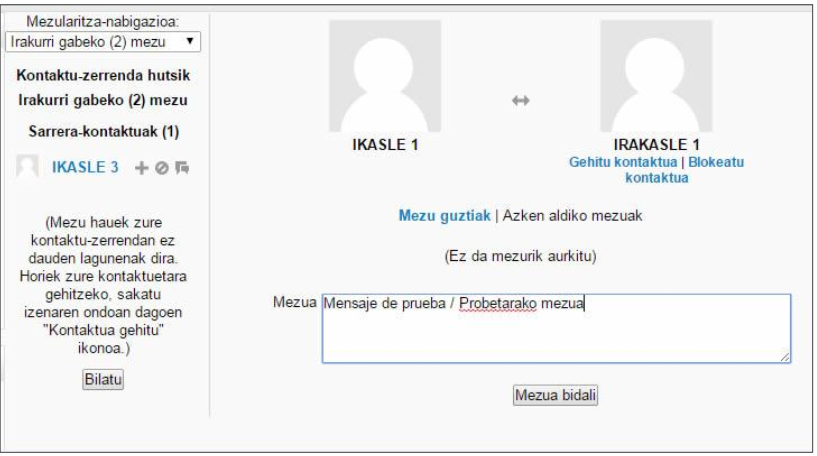 Mezularitza-nabigazioa:
Irakurri gabeko (2) mezu
Kontaktu-zerrenda hutsik
Irakurri gabeko (2) mezu
Sarrera-kontaktuak (1)
IKASLE 3
(Mezu hauek zure
kontaktu-zerrendan ez
dauden lagunenak dira.
Horiek zure kontaktuetara
gehitzeko, sakatu
izenaren ondoan dagoen
"Kontaktua gehitu"
ikonoa.)
Bilatu
IKASLE 1
IRAKASLE 1
Gehitu kontaktua | Blokeatu
kontaktua
Mezu guztiak | Azken aldiko mezuak
(Ez da mezurik aurkitu)
Mezua Mensaje de prueba / Probetarako mezua
Mezua bidali